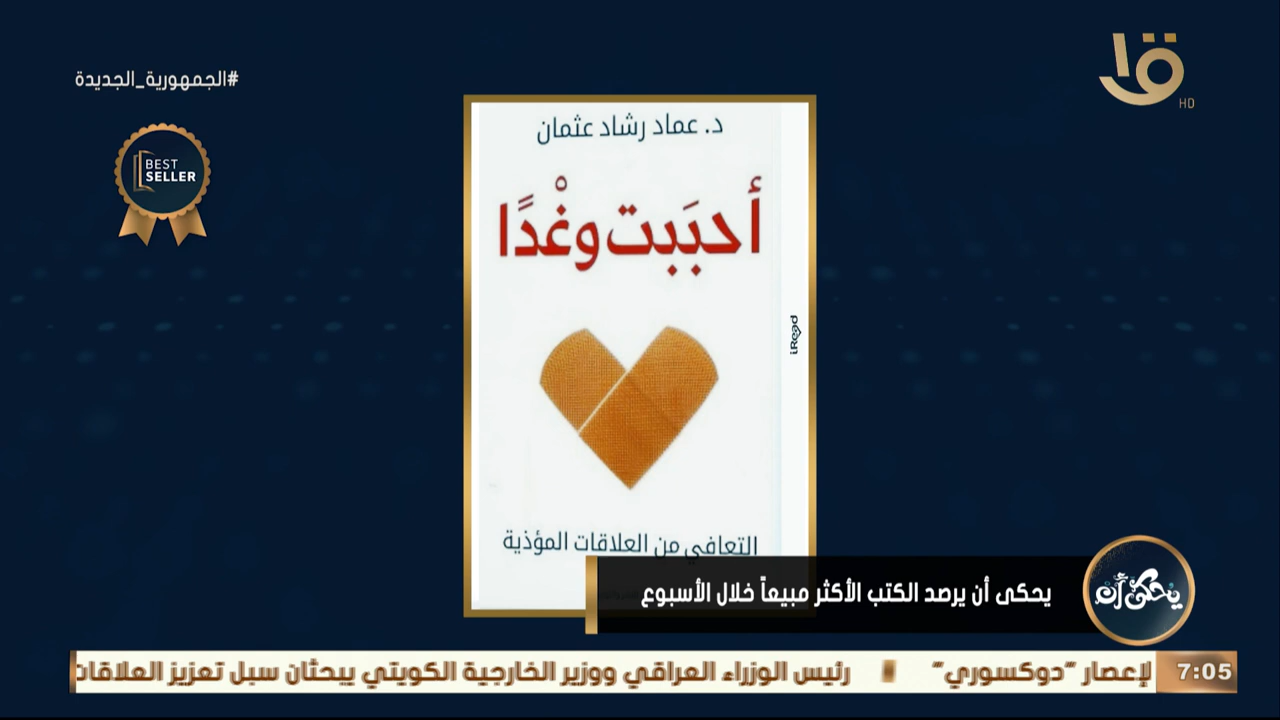 #الجمهورية_الجديدة
HD
BEST
SELLER
د. عماد رشاد عثمان
أحبَبت وغْدًا
iRead
التعافي من العلاقات المؤذية
يحكى أن
يحكى أن يرصد الكتب الأكثر مبيعاً خلال الأسبوع
7:05
لإعصار "دوكسوري" رئيس الوزراء العراقي ووزير الخارجية الكويتي يبحثان سبل تعزيز العلاقات